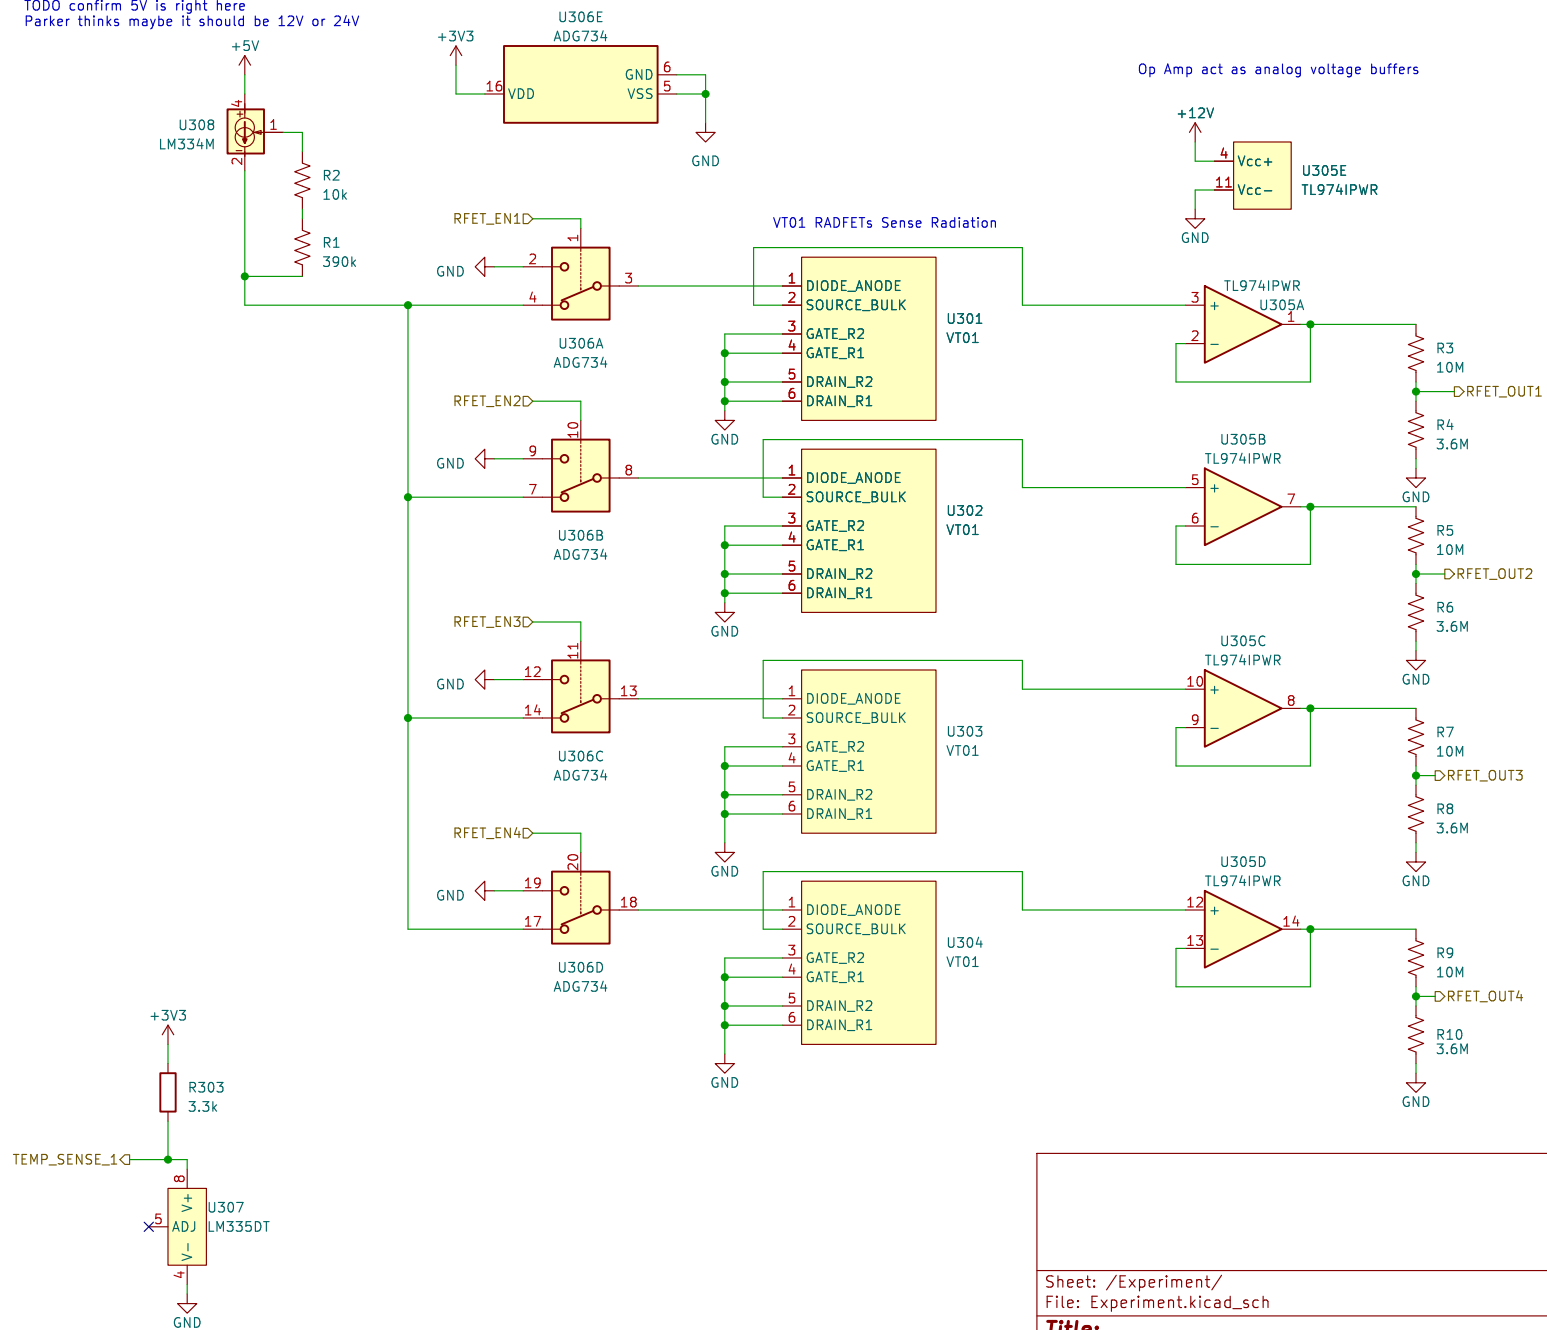 TODO confirm 5V is right here
Parker thinks maybe it should be 12V or 24V
+5V
4
+
U308
LM334M
1
2
-
R2
10k
R1
390k
+3V3
U306E
ADG734
16
VDD
GND
6
VSS
5
GND
Op Amp act as analog voltage buffers
+12V
4
Vcc+
11
Vcc-
U305E
TL974IPWR
GND
VT01 RADFETs Sense Radiation
RFET_EN1
1
GND
2
4
3
U306A
ADG734
1
DIODE_ANODE
2
SOURCE_BULK
3
GATE_R2
4
GATE_R1
5
DRAIN_R2
6
DRAIN_R1
U301
VT01
GND
TL974IPWR
U305A
3
+
2
-
1
R3
10M
RFET_OUT1
R4
3.6M
GND
RFET_EN2
10
GND
9
7
8
U306B
ADG734
1
DIODE_ANODE
2
SOURCE_BULK
3
GATE_R2
4
GATE_R1
5
DRAIN_R2
6
DRAIN_R1
U302
VT01
GND
U305B
TL974IPWR
5
+
6
-
7
R5
10M
RFET_OUT2
R6
3.6M
GND
RFET_EN3
11
GND
12
14
13
U306C
ADG734
1
DIODE_ANODE
2
SOURCE_BULK
3
GATE_R2
4
GATE_R1
5
DRAIN_R2
6
DRAIN_R1
U303
VT01
GND
U305C
TL974IPWR
10
+
9
-
8
R7
10M
RFET_OUT3
R8
3.6M
GND
RFET_EN4
20
GND
19
17
18
U306D
ADG734
1
DIODE_ANODE
2
SOURCE_BULK
3
GATE_R2
4
GATE_R1
5
DRAIN_R2
6
DRAIN_R1
U304
VT01
GND
U305D
TL974IPWR
12
+
13
-
14
R9
10M
RFET_OUT4
R10
3.6M
GND
+3V3
R303
3.3k
TEMP_SENSE_1
8
V+
5
ADJ
V-
4
U307
LM335DT
GND
Sheet: /Experiment/
File: Experiment.kicad_sch
Title: